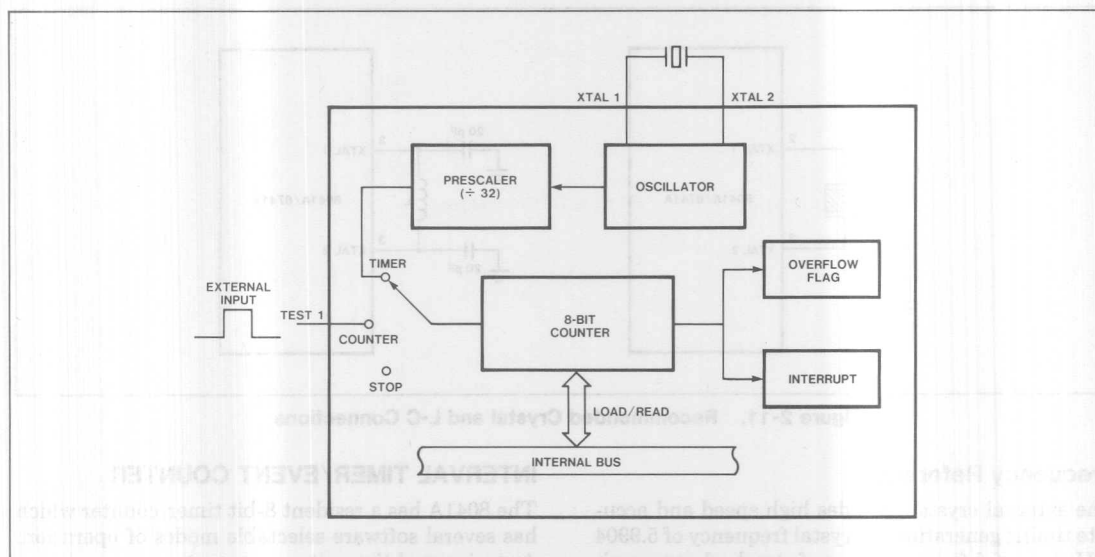 XTAL 1
XTAL 2
PRESCALER
(÷ 32)
OSCILLATOR
TIMER
EXTERNAL
INPUT
TEST 1
COUNTER
STOP
8-BIT
COUNTER
OVERFLOW
FLAG
INTERRUPT
LOAD/READ
INTERNAL BUS
Recommended Crystal and L-C Connections
INTERVAL TIMER/EVENT COUNTER
The 8041A has a resident 8-bit timer/counter which
has several software selectable modes of operation.